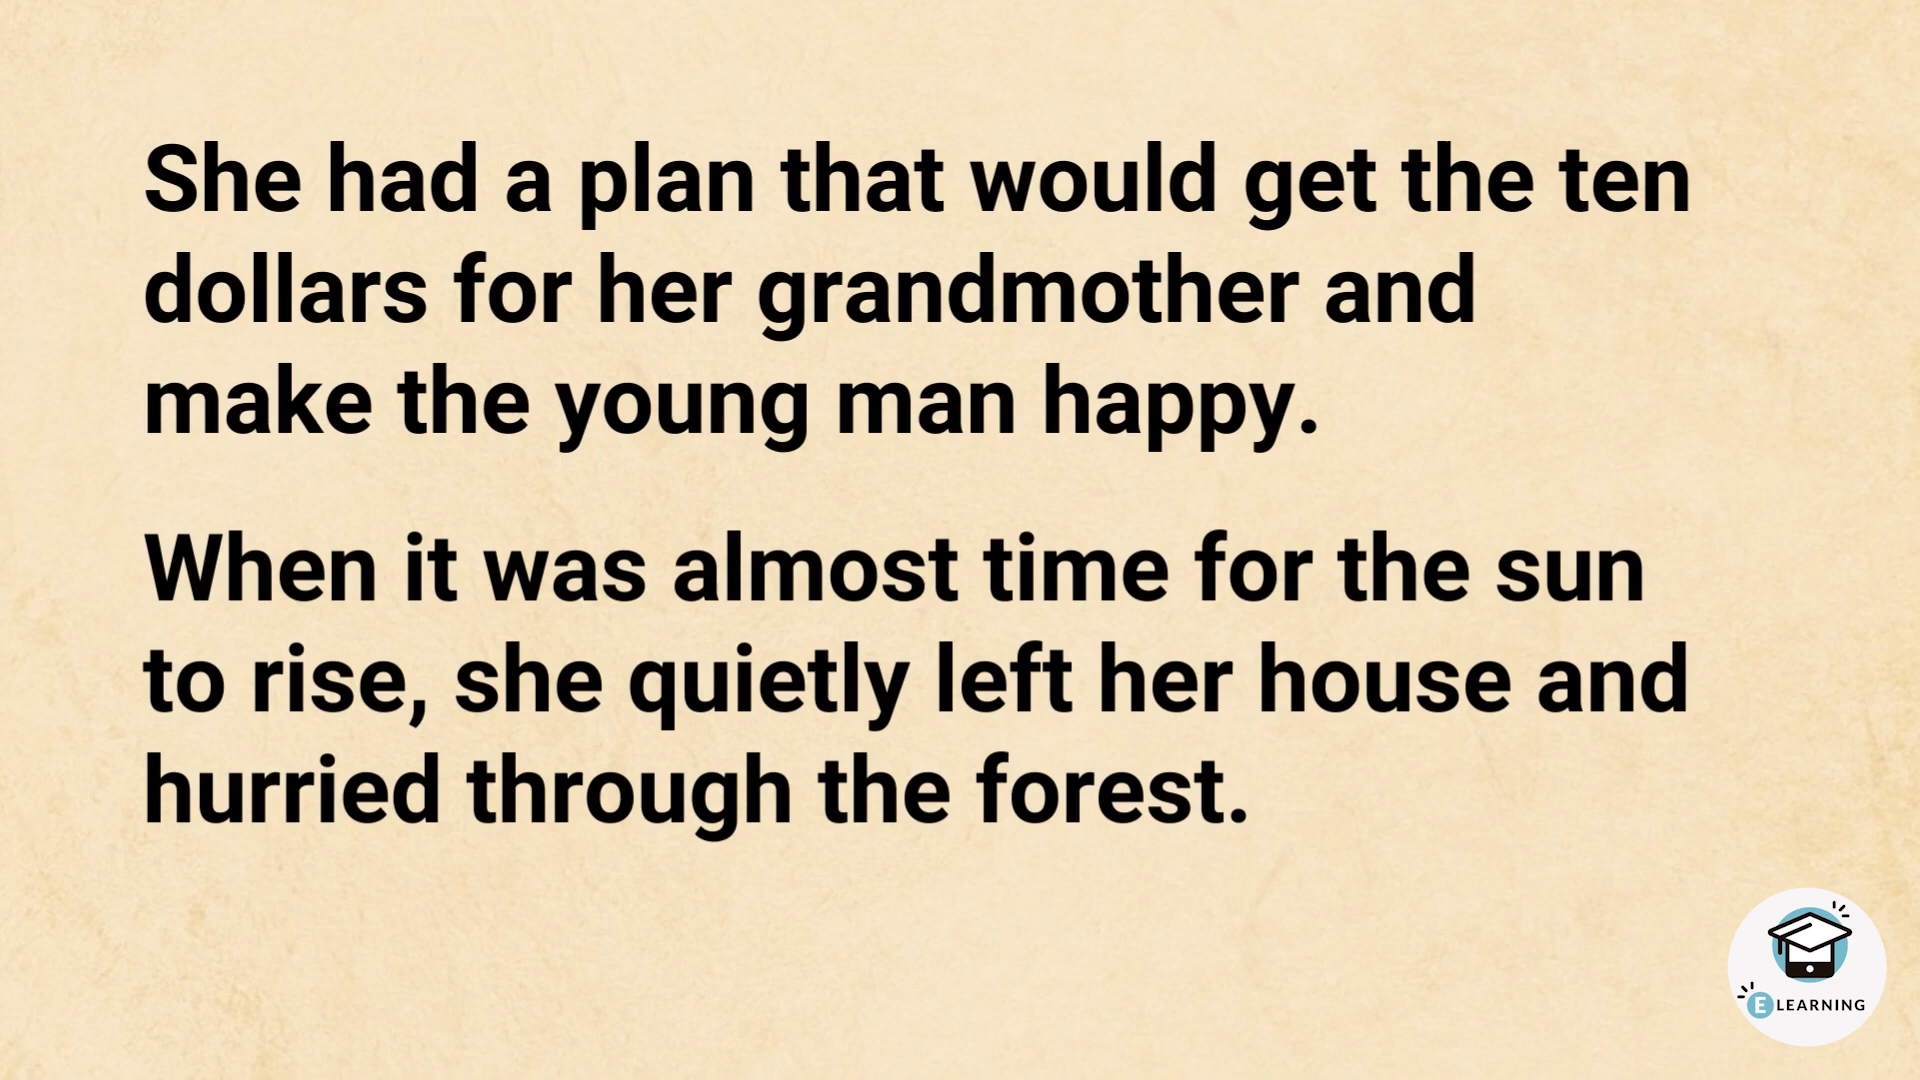 She had a plan that would get the ten
dollars for her grandmother and
make the young man happy.
When it was almost time for the sun
to rise, she quietly left her house and
hurried through the forest.
E LEARNING